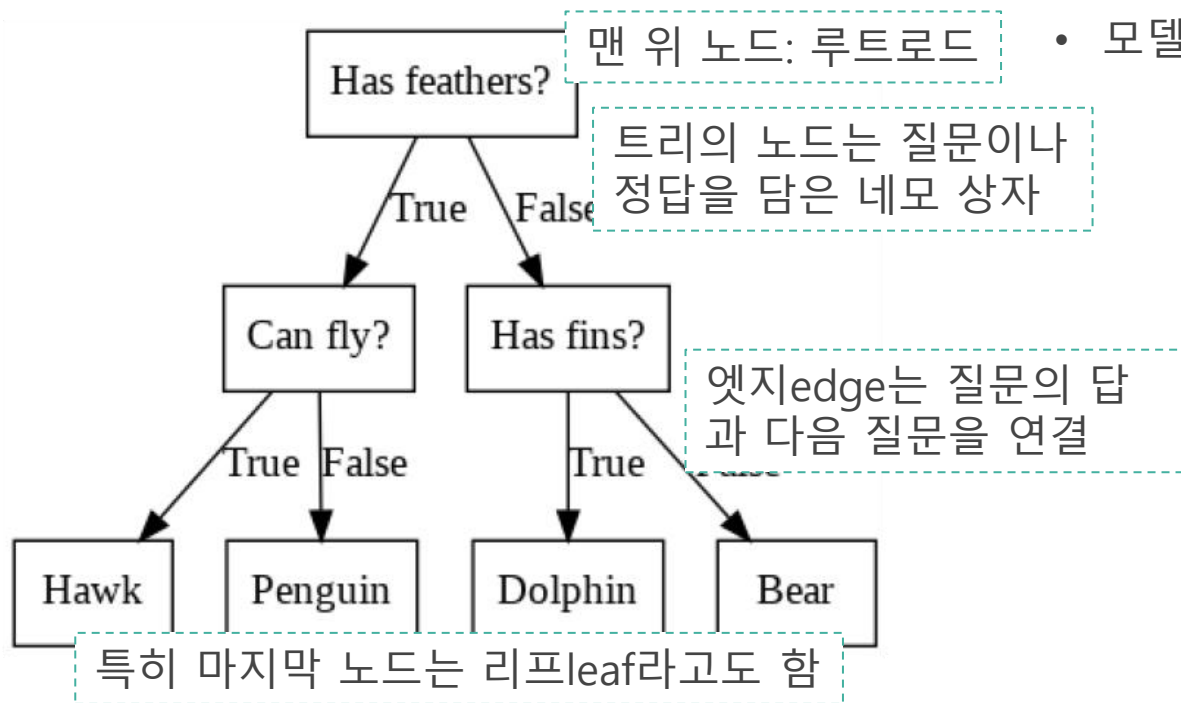 맨 위 노드: 루트로드
• 모델
Has feathers?
트리의 노드는 질문이나
정답을 담은 네모 상자
True
False
Can fly?
Has fins?
엣지edge는 질문의 답
과 다음 질문을 연결
True
False
True
Hawk
Penguin
Dolphin
Bear
특히 마지막 노드는 리프leaf라고도 함